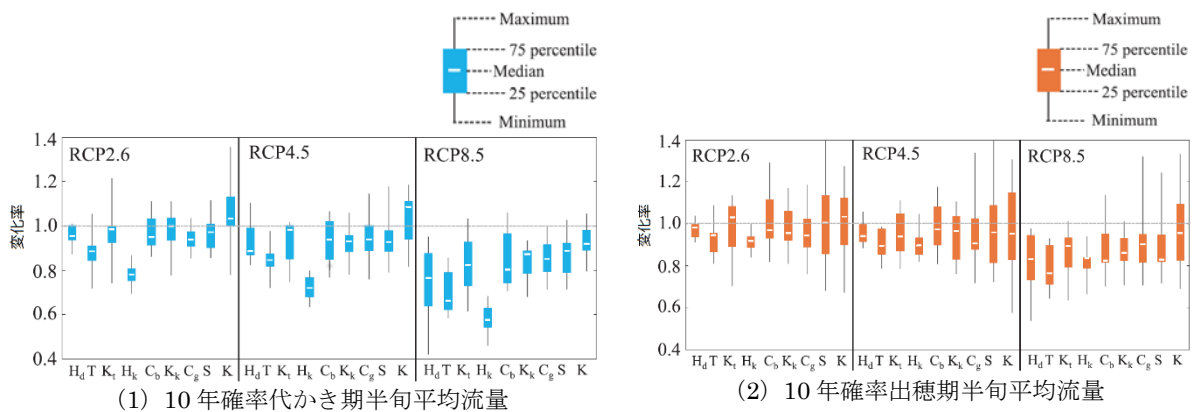 Maximum
75 percentile
Median
25 percentile
Minimum
Maximum
75 percentile
Median
25 percentile
Minimum
変化率
1.4
1.2
1.0
0.8
0.6
0.4
RCP2.6
RCP4.5
RCP8.5
Hd T Kt Hk Cb Kk Cg S K Hd T Kt Hk Cb Kk Cg S K Hd T Kt Hk Cb Kk Cg S K
(1) 10 年確率代かき期半旬平均流量
変化率
1.4
1.2
1.0
0.8
0.6
0.4
RCP2.6
RCP4.5
RCP8.5
Hd T Kt Hk Cb Kk Cg S K Hd T Kt Hk Cb Kk Cg S K Hd T Kt Hk Cb Kk Cg S K
(2) 10 年確率出穂期半旬平均流量